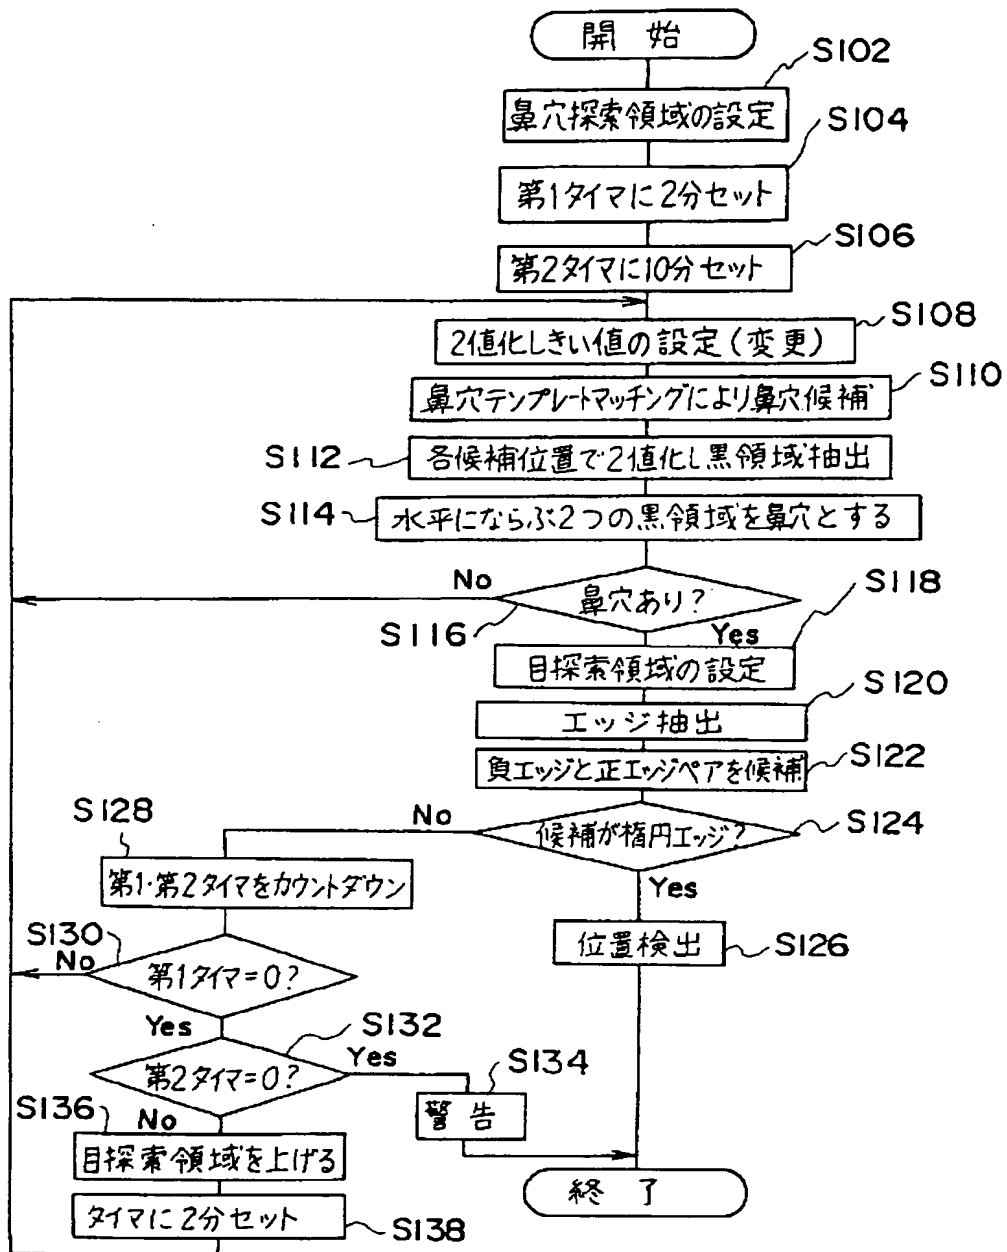 開始
S102
鼻穴探索領域の設定
S104
第1タイマに2分セット
S106
第2タイマに10分セット
S108
2値化しきい値の設定(変更)
S110
鼻穴テンプレートマッチングにより鼻穴候補
S112
各候補位置で2値化し黒領域抽出
S114
水平にならぶ2つの黒領域を鼻穴とする
No
鼻穴あり?
S116
Yes
S118
目探索領域の設定
S120
エッジ抽出
S122
負エッジと正エッジペアを候補
No
候補が楕円エッジ?
S124
Yes
S128
第1・第2タイマをカウントダウン
位置検出
S126
S130
No
第1タイマ=0?
Yes
S132
第2タイマ=0?
Yes
S134
警告
No
S136
目探索領域を上げる
タイマに2分セット
S138
終了